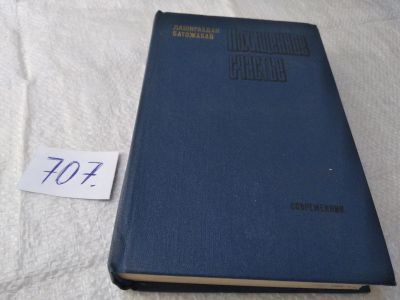 ДАШИРАБДАН
БАТОЖАБАЙ
Похищенное
счастье
СОВРЕМЕННИК
707.